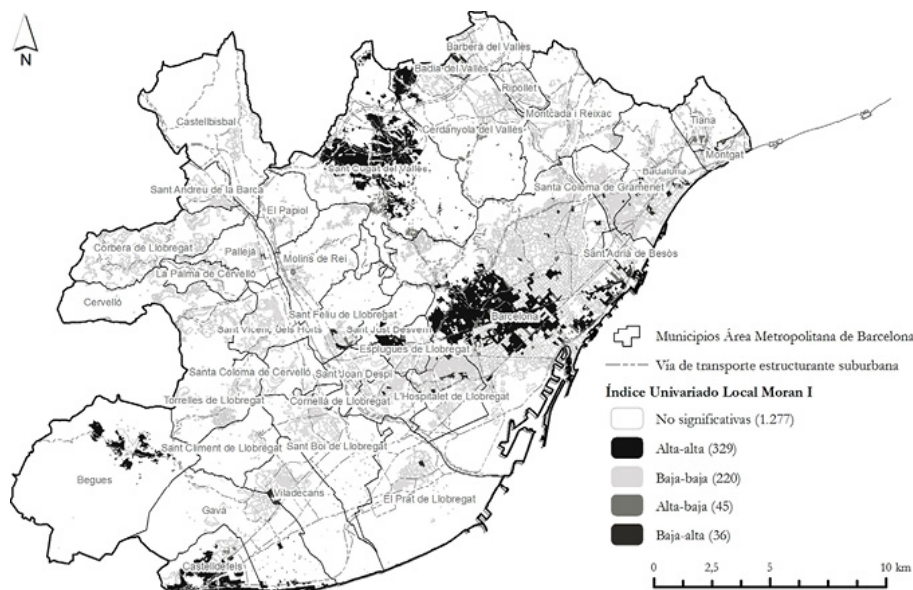 N
Barberà del Vallès
Badia del Vallès
Ripollet
Castellbisbal
Cerdanyola del Vallès
Montcada i Reixac
Tiana
Montgat
Badalona
Sant Cugat del Vallès
Santa Coloma de Gramenet
Sant Andreu de la Barca
El Papiol
Corbera de Llobregat
Pallejà
Molins de Rei
Sant Adrià de Besòs
La Palma de Cervelló
Cervelló
Sant Feliu de Llobregat
Barcelona
Sant Vicenç dels Horts
Sant Just Desvern
Esplugues de Llobregat
Santa Coloma de Cervelló
Sant Joan Despí
L'Hospitalet de Llobregat
Torrelles de Llobregat
Cornellà de Llobregat
Sant Climent de Llobregat
Sant Boi de Llobregat
Begues
Viladecans
El Prat de Llobregat
Gavà
Castelldefels
Municipios Área Metropolitana de Barcelona
Vía de transporte estructurante suburbana
Índice Univariado Local Moran I
No significativas (1.277)
Alta-alta (329)
Baja-baja (220)
Alta-baja (45)
Baja-alta (36)
0 2,5 5 10 km